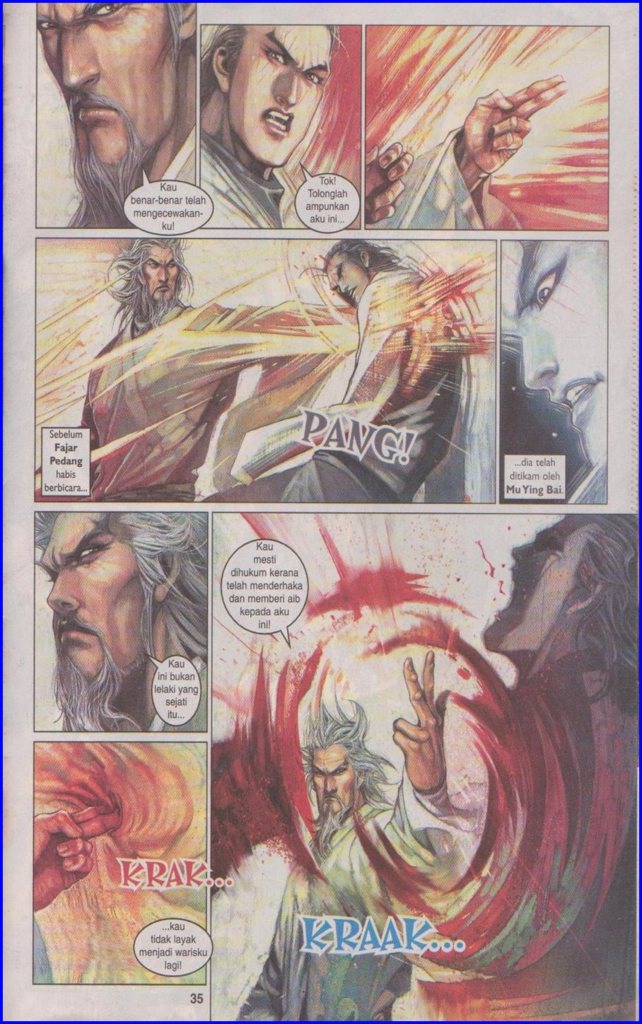 Kau
benar-benar telah
mengecewakan-
ku!
Tok!
Tolonglah
ampunkan
aku ini...
PANG!
Sebelum
Fajar
Pedang
habis
berbicara...
...dia telah
ditikam oleh
Mu Ying Bai.
Kau
ini bukan
lelaki yang
sejati
itu...
Kau
mesti
dihukum kerana
telah menderhaka
dan memberi aib
kepada aku
ini!
KRAK...
...kau
tidak layak
menjadi warisku
lagi!
KRAAK...
35